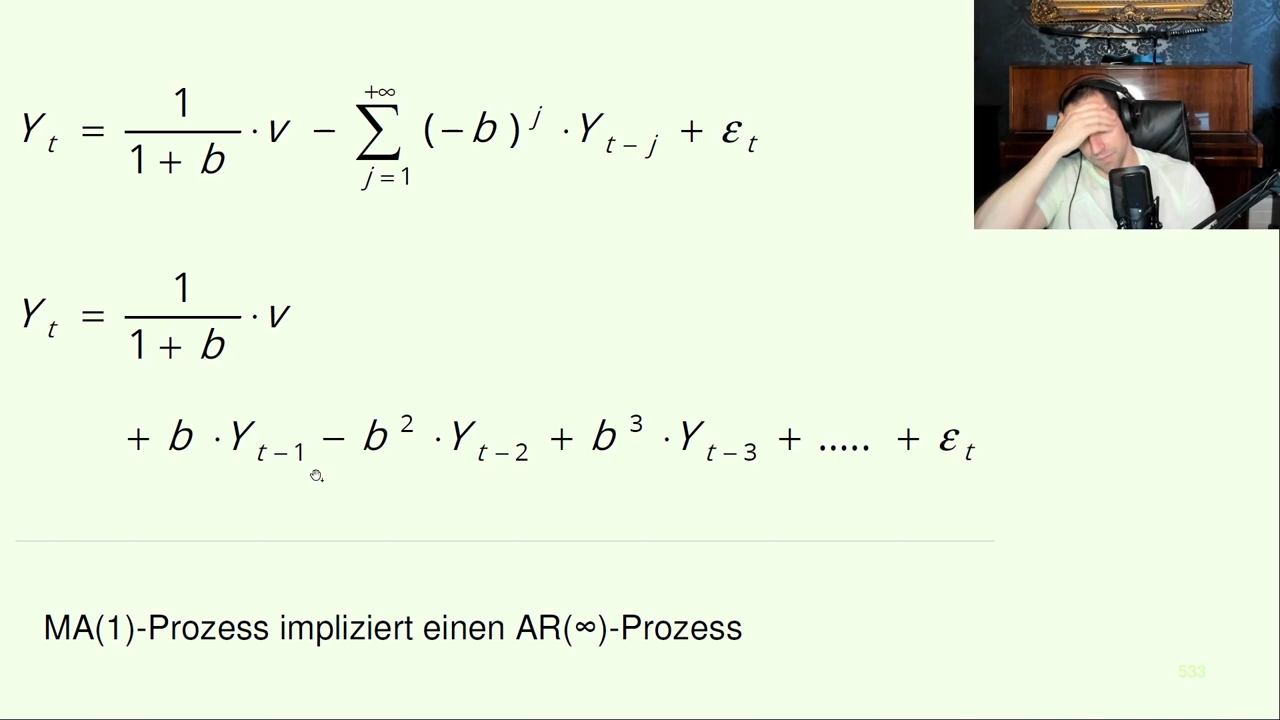 Y_t = 1/(1 + b) · v − ∑_{j=1}^{+∞} (−b)^j · Y_{t−j} + ε_t
Y_t = 1/(1 + b) · v
+ b · Y_{t−1} − b^2 · Y_{t−2} + b^3 · Y_{t−3} + ..... + ε_t
MA(1)-Prozess impliziert einen AR(∞)-Prozess
533